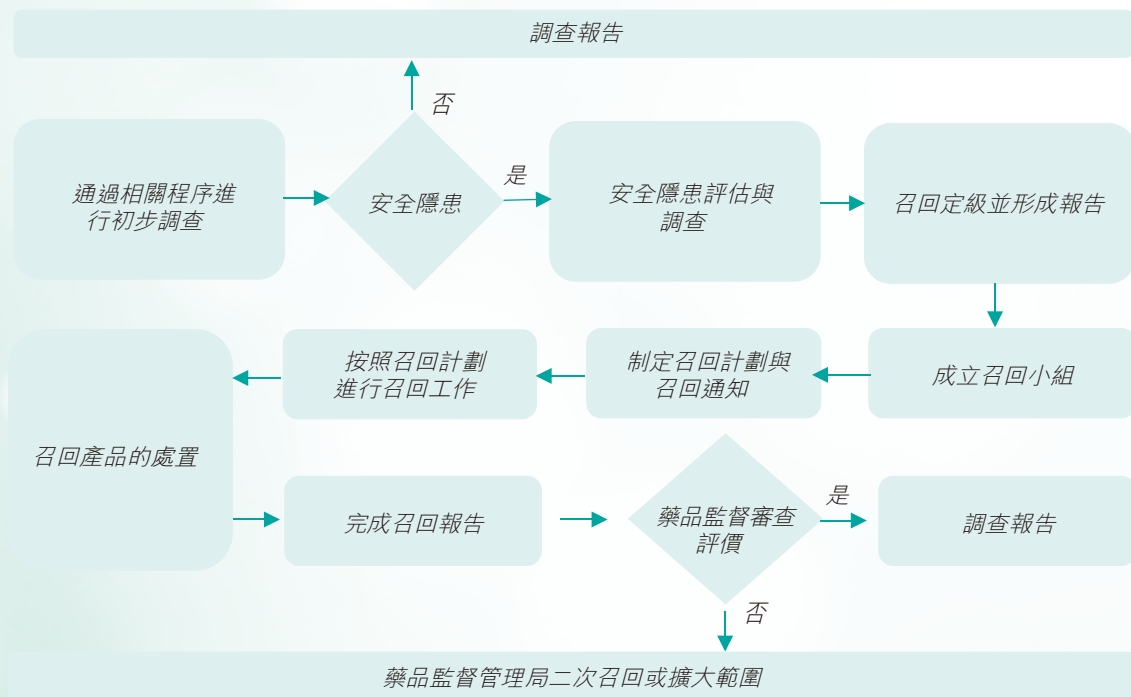 調查報告
否
通過相關程序進
行初步調查
安全隱患
是
安全隱患評估與
調查
召回定級並形成報告
成立召回小組
制定召回計劃與
召回通知
按照召回計劃
進行召回工作
召回產品的處置
完成召回報告
藥品監督審查
評價
是
調查報告
否
藥品監督管理局二次召回或擴大範圍